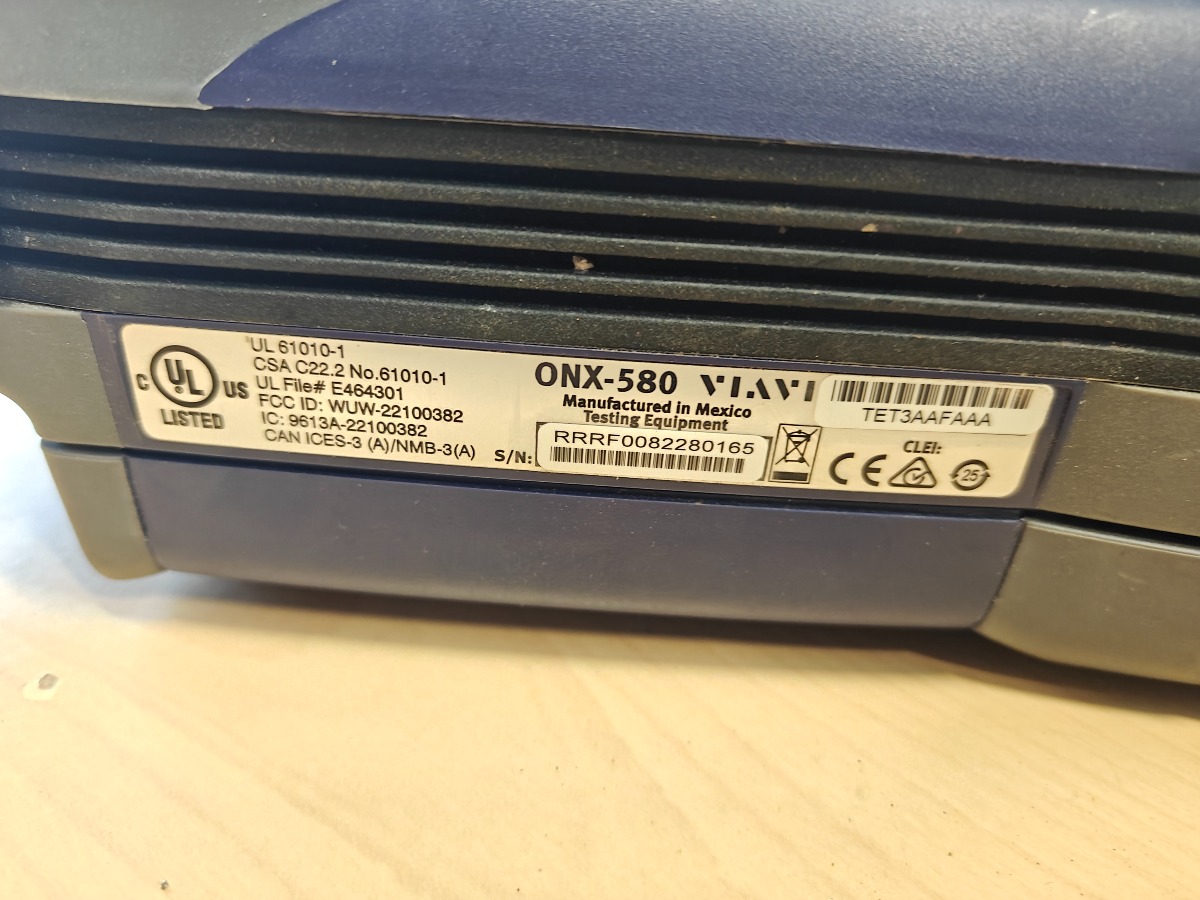 C UL US
LISTED
UL 61010-1
CSA C22.2 No.61010-1
UL File# E464301
FCC ID: WUW-22100382
IC: 9613A-22100382
CAN ICES-3 (A)/NMB-3(A)
ONX-580 VIAVI
Manufactured in Mexico
Testing Equipment
S/N: RRRF0082280165
TET3AAFAAA
CLEI:
CE
25